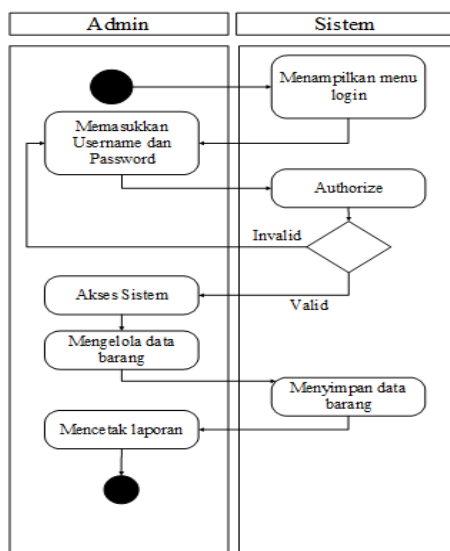 Admin
Sistem
Menampilkan menu
login
Memasukkan
Username dan
Password
Authorize
Invalid
Valid
Akses Sistem
Mengelola data
barang
Menyimpan data
barang
Mencetak laporan